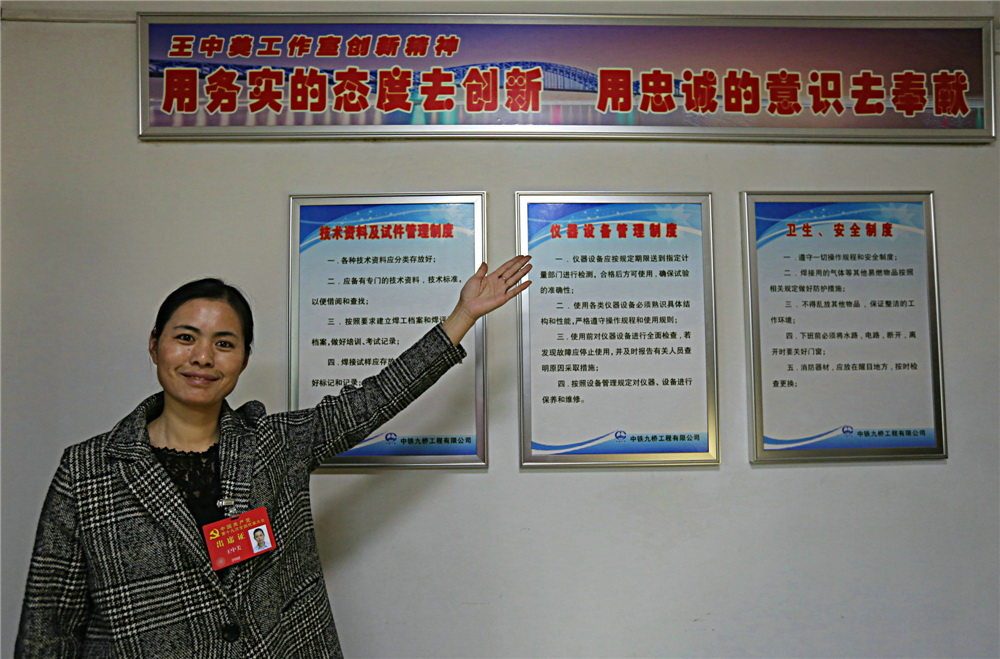 王中美工作室创新精神
用务实的态度去创新 用忠诚的意识去奉献
技术资料及试件管理制度
一．各种技术资料应分类存放好；
二．应备有专门的技术资料，技术标准，
以便借阅和查找；
三．按照要求建立焊工档案和焊
档案，做好培训、考试记录；
四．焊接试样应存放
好标记和记录；
中铁九桥工程有限公司
仪器设备管理制度
一．仪器设备应按规定期限送到指定计
量部门进行检测，合格后方可使用，确保试验
的准确性；
二．使用各类仪器设备必须熟识具体结
构和性能，严格遵守操作规程和使用规则；
三．使用前对仪器设备进行全面检查，若
发现故障应停止使用，并及时报告有关人员查
明原因采取措施；
四．按照设备管理规定对仪器、设备进行
保养和维修。
中铁九桥工程有限公司
卫生、安全制度
一．遵守一切操作规程和安全制度；
二．焊接用的气体等其他易燃物品按照
相关规定做好防护措施；
三．不得乱放其他物品，保证整洁的工
作环境；
四．下班前必须将水路，电路，断开，离
开时要关好门窗；
五．消防器材，应放在醒目地方，按时检
查更换；
中铁九桥工程有限公司
中国共产党
第十九次全国代表大会
出席证
王中美